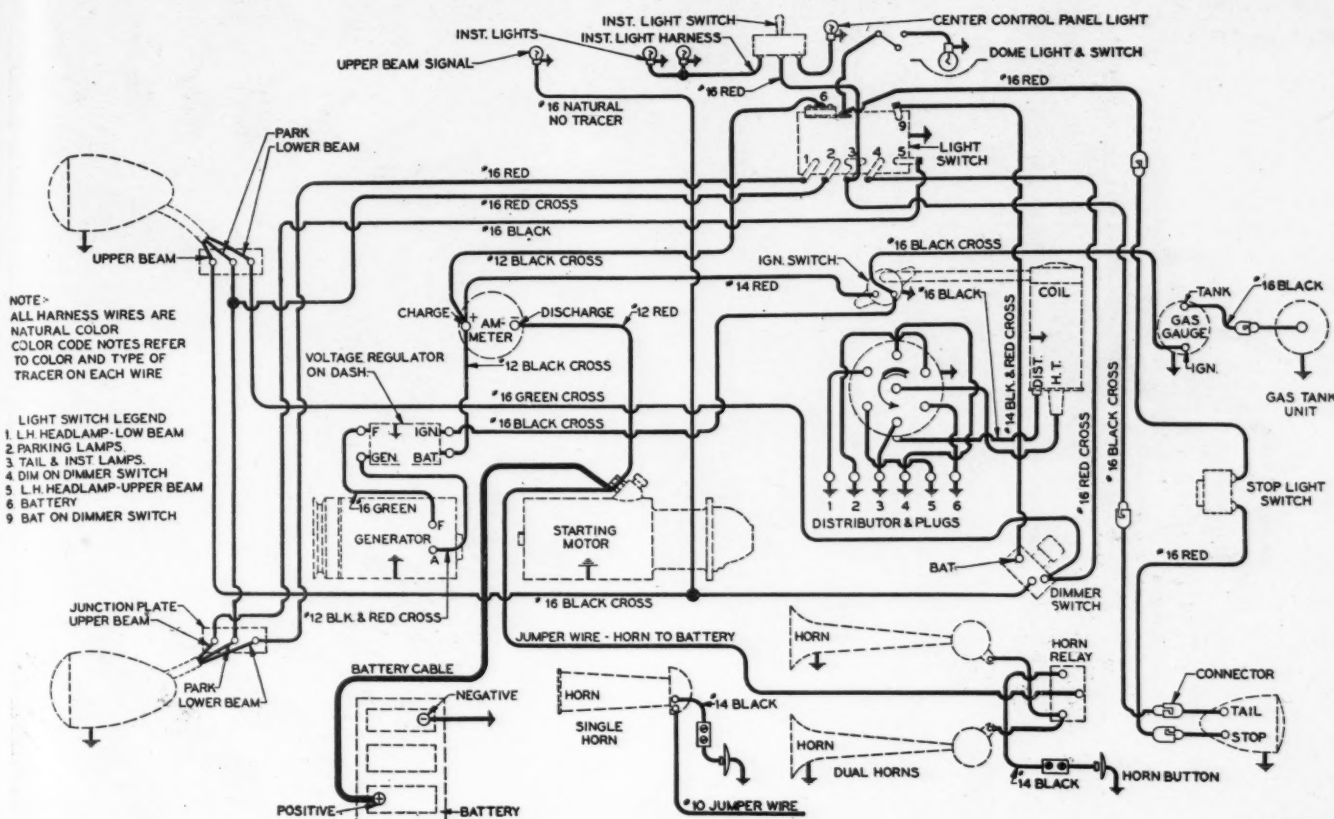 INST. LIGHT SWITCH
CENTER CONTROL PANEL LIGHT
INST. LIGHTS
INST. LIGHT HARNESS
UPPER BEAM SIGNAL
DOME LIGHT & SWITCH
#16 RED
#16 RED
#16 NATURAL
NO TRACER
6
9
LIGHT
SWITCH
1 2 3 4 5
PARK
LOWER BEAM
#16 RED
#16 RED CROSS
#16 BLACK
#12 BLACK CROSS
UPPER BEAM
#16 BLACK CROSS
IGN. SWITCH
#14 RED
#16 BLACK
COIL
DIST.
H.T.
TANK
#16 BLACK
GAS
GAUGE
IGN.
GAS TANK
UNIT
NOTE:-
ALL HARNESS WIRES ARE
NATURAL COLOR
COLOR CODE NOTES REFER
TO COLOR AND TYPE OF
TRACER ON EACH WIRE
CHARGE
+
-
AM-
METER
DISCHARGE
#12 RED
VOLTAGE REGULATOR
ON DASH.
#12 BLACK CROSS
#16 GREEN CROSS
#16 BLACK CROSS
#14 BLK. & RED CROSS
#16 BLACK CROSS
#16 RED CROSS
LIGHT SWITCH LEGEND
1. L.H. HEADLAMP-LOW BEAM
2. PARKING LAMPS.
3. TAIL & INST. LAMPS.
4. DIM ON DIMMER SWITCH
5. L.H. HEADLAMP-UPPER BEAM
6. BATTERY
9. BAT ON DIMMER SWITCH
F
IGN.
GEN.
BAT.
#16 GREEN
GENERATOR
F
A
STARTING
MOTOR
1 2 3 4 5 6
DISTRIBUTOR & PLUGS
STOP LIGHT
SWITCH
#16 RED
BAT.
DIMMER
SWITCH
JUNCTION PLATE
UPPER BEAM
#12 BLK. & RED CROSS
#16 BLACK CROSS
JUMPER WIRE - HORN TO BATTERY
PARK
LOWER BEAM
BATTERY CABLE
NEGATIVE
-
HORN
SINGLE
HORN
#14 BLACK
HORN
HORN
RELAY
CONNECTOR
TAIL
STOP
HORN
DUAL HORNS
#14 BLACK
HORN BUTTON
POSITIVE
+
BATTERY
#10 JUMPER WIRE